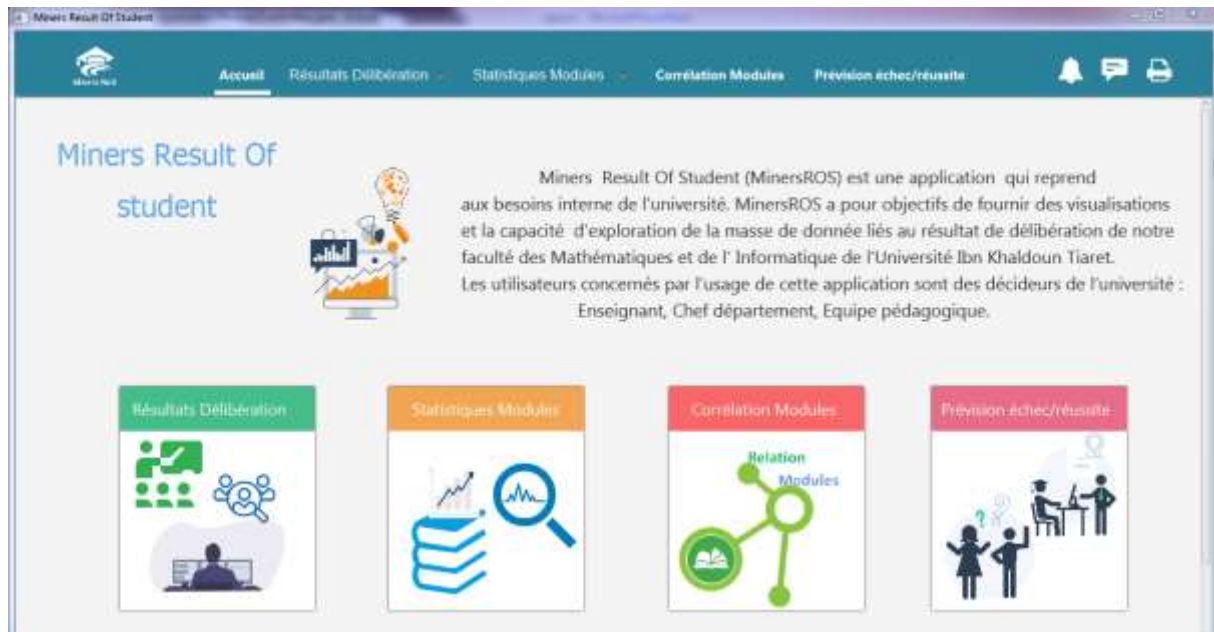 Miners Result Of Student
Accueil
Résultats Délibération
Statistiques Modules
Corrélation Modules
Prévision échec/réussite
Miners Result Of
student
Miners Result Of Student (MinersROS) est une application qui reprend
aux besoins interne de l'université. MinersROS a pour objectifs de fournir des visualisations
et la capacité d'exploration de la masse de donnée liés au résultat de délibération de notre
faculté des Mathématiques et de l' Informatique de l'Université Ibn Khaldoun Tiaret.
Les utilisateurs concernés par l'usage de cette application sont des décideurs de l'université :
Enseignant, Chef département, Equipe pédagogique.
Résultats Délibération
Statistiques Modules
Corrélation Modules
Prévision échec/réussite
Relation
Modules